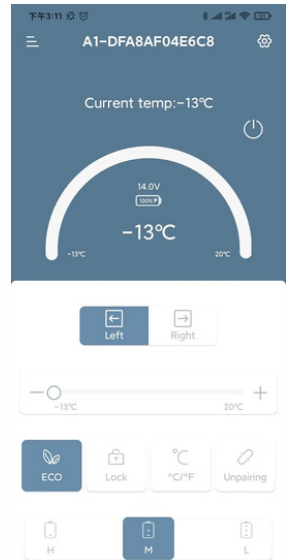 下午3:11
A1-DFA8AF04E6C8
Current temp:-13℃
14.0V
100%
-13℃
-13℃ 20℃
Left Right
-13℃ 20℃
ECO Lock °C/°F Unpairing
H M L